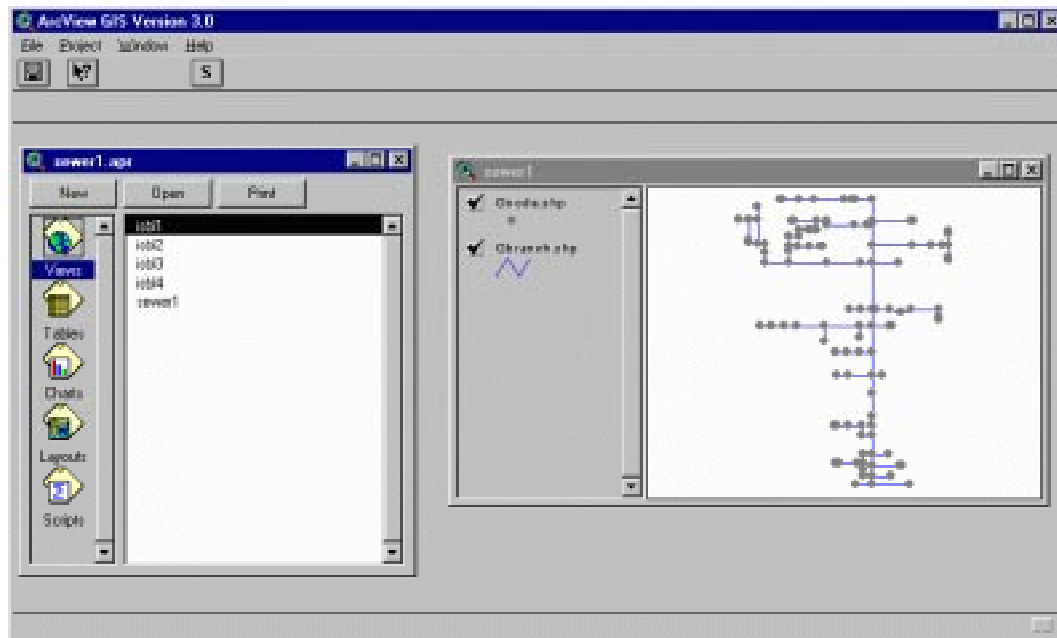 ArcView GIS Version 3.0
File Project Window Help
S
sewer1.apr
New Open Print
Views
Tables
Charts
Layouts
Scripts
sewer1
sewer1